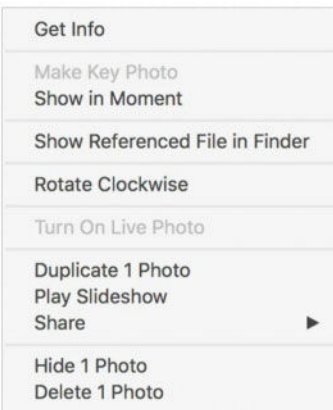 Get Info
Make Key Photo
Show in Moment
Show Referenced File in Finder
Rotate Clockwise
Turn On Live Photo
Duplicate 1 Photo
Play Slideshow
Share
Hide 1 Photo
Delete 1 Photo